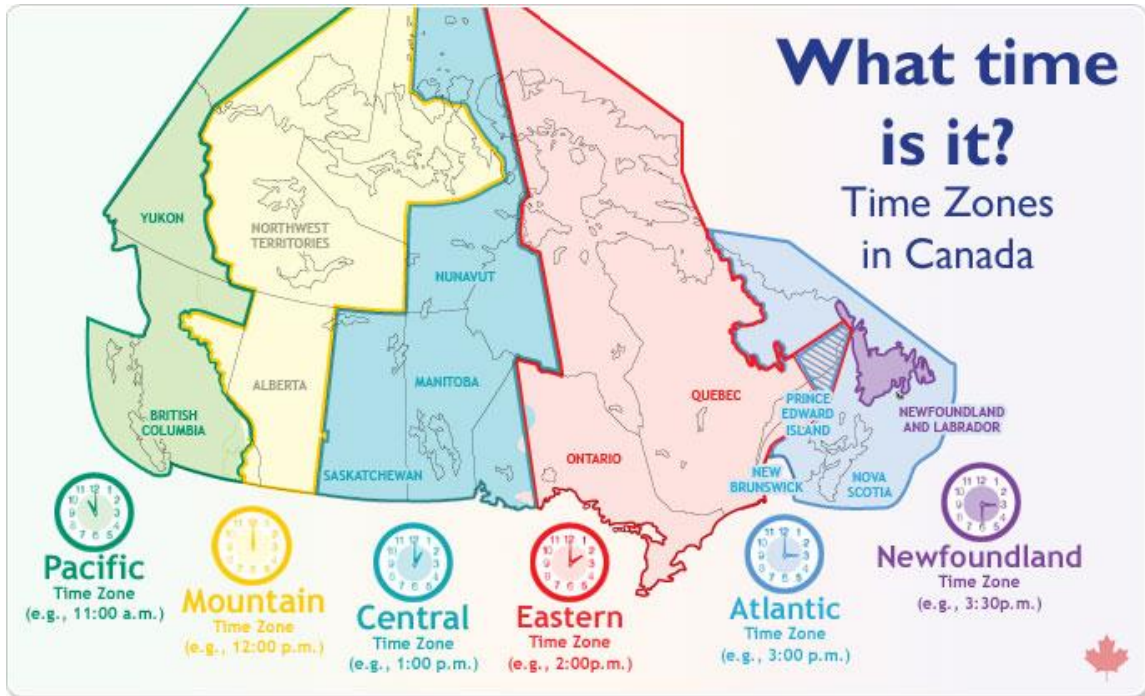 What time
is it?
Time Zones
in Canada
YUKON
NORTHWEST
TERRITORIES
NUNAVUT
ALBERTA
MANITOBA
BRITISH
COLUMBIA
SASKATCHEWAN
ONTARIO
QUEBEC
PRINCE
EDWARD
ISLAND
NEWFOUNDLAND
AND LABRADOR
NEW
BRUNSWICK
NOVA
SCOTIA
Pacific
Time Zone
(e.g., 11:00 a.m.)
Mountain
Time Zone
(e.g., 12:00 p.m.)
Central
Time Zone
(e.g., 1:00 p.m.)
Eastern
Time Zone
(e.g., 2:00p.m.)
Atlantic
Time Zone
(e.g., 3:00 p.m.)
Newfoundland
Time Zone
(e.g., 3:30p.m.)